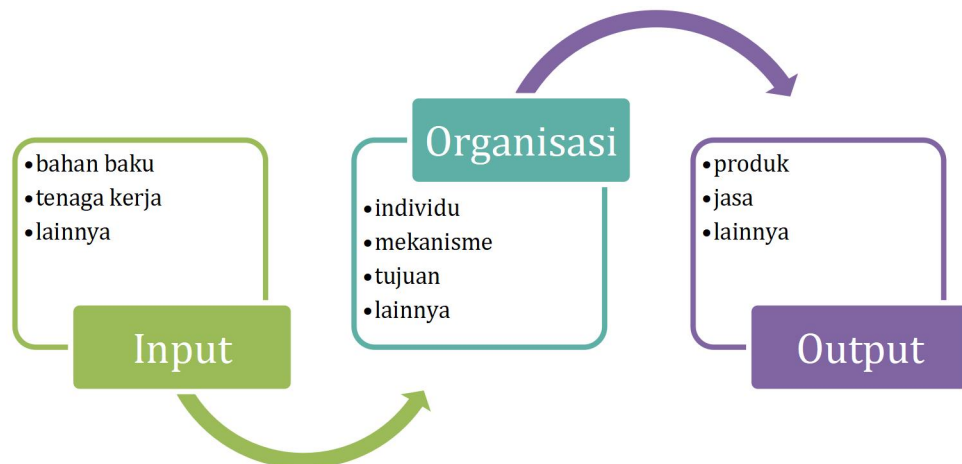 •bahan baku
•tenaga kerja
•lainnya
Input
Organisasi
•individu
•mekanisme
•tujuan
•lainnya
•produk
•jasa
•lainnya
Output